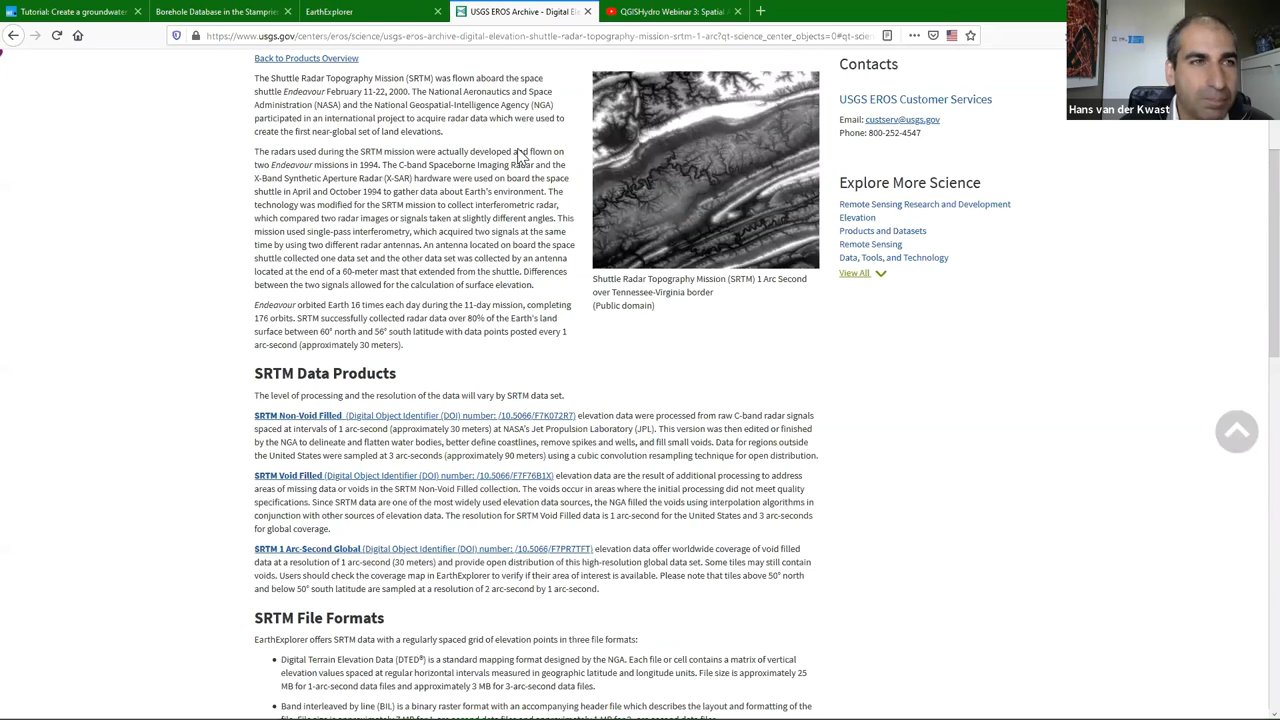 Tutorial: Create a groundwater
Borehole Database in the Stampries
EarthExplorer
USGS EROS Archive - Digital El
QGISHydro Webinar 3: Spatial A
https://www.usgs.gov/centers/eros/science/usgs-eros-archive-digital-elevation-shuttle-radar-topography-mission-srtm-1-arc?qt-science_center_objects=0#qt-scien
Hans van der Kwast
Back to Products Overview
The Shuttle Radar Topography Mission (SRTM) was flown aboard the space
shuttle Endeavour February 11-22, 2000. The National Aeronautics and Space
Administration (NASA) and the National Geospatial-Intelligence Agency (NGA)
participated in an international project to acquire radar data which were used to
create the first near-global set of land elevations.
The radars used during the SRTM mission were actually developed and flown on
two Endeavour missions in 1994. The C-band Spaceborne Imaging Radar and the
X-Band Synthetic Aperture Radar (X-SAR) hardware were used on board the space
shuttle in April and October 1994 to gather data about Earth's environment. The
technology was modified for the SRTM mission to collect interferometric radar,
which compared two radar images or signals taken at slightly different angles. This
mission used single-pass interferometry, which acquired two signals at the same
time by using two different radar antennas. An antenna located on board the space
shuttle collected one data set and the other data set was collected by an antenna
located at the end of a 60-meter mast that extended from the shuttle. Differences
between the two signals allowed for the calculation of surface elevation.
Endeavour orbited Earth 16 times each day during the 11-day mission, completing
176 orbits. SRTM successfully collected radar data over 80% of the Earth's land
surface between 60° north and 56° south latitude with data points posted every 1
arc-second (approximately 30 meters).
Shuttle Radar Topography Mission (SRTM) 1 Arc Second
over Tennessee-Virginia border
(Public domain)
Contacts
USGS EROS Customer Services
Email: custserv@usgs.gov
Phone: 800-252-4547
Explore More Science
Remote Sensing Research and Development
Elevation
Products and Datasets
Remote Sensing
Data, Tools, and Technology
View All
SRTM Data Products
The level of processing and the resolution of the data will vary by SRTM data set.
SRTM Non-Void Filled (Digital Object Identifier (DOI) number: /10.5066/F7K072R7) elevation data were processed from raw C-band radar signals
spaced at intervals of 1 arc-second (approximately 30 meters) at NASA's Jet Propulsion Laboratory (JPL). This version was then edited or finished
by the NGA to delineate and flatten water bodies, better define coastlines, remove spikes and wells, and fill small voids. Data for regions outside
the United States were sampled at 3 arc-seconds (approximately 90 meters) using a cubic convolution resampling technique for open distribution.
SRTM Void Filled (Digital Object Identifier (DOI) number: /10.5066/F7F76B1X) elevation data are the result of additional processing to address
areas of missing data or voids in the SRTM Non-Void Filled collection. The voids occur in areas where the initial processing did not meet quality
specifications. Since SRTM data are one of the most widely used elevation data sources, the NGA filled the voids using interpolation algorithms in
conjunction with other sources of elevation data. The resolution for SRTM Void Filled data is 1 arc-second for the United States and 3 arc-seconds
for global coverage.
SRTM 1 Arc-Second Global (Digital Object Identifier (DOI) number: /10.5066/F7PR7TFT) elevation data offer worldwide coverage of void filled
data at a resolution of 1 arc-second (30 meters) and provide open distribution of this high-resolution global data set. Some tiles may still contain
voids. Users should check the coverage map in EarthExplorer to verify if their area of interest is available. Please note that tiles above 50° north
and below 50° south latitude are sampled at a resolution of 2 arc-second by 1 arc-second.
SRTM File Formats
EarthExplorer offers SRTM data with a regularly spaced grid of elevation points in three file formats:
• Digital Terrain Elevation Data (DTED®) is a standard mapping format designed by the NGA. Each file or cell contains a matrix of vertical
elevation values spaced at regular horizontal intervals measured in geographic latitude and longitude units. File size is approximately 25
MB for 1-arc-second data files and approximately 3 MB for 3-arc-second data files.
• Band interleaved by line (BIL) is a binary raster format with an accompanying header file which describes the layout and formatting of the
file. File size is approximately 7 MB for 1-arc-second data files and approximately 1 MB for 3-arc-second data files.